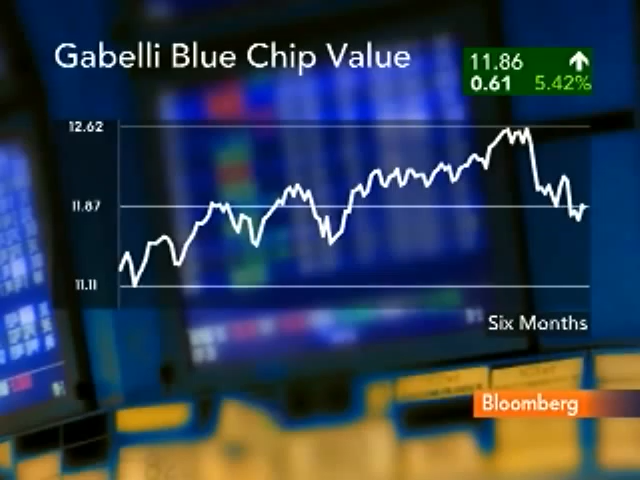 Gabelli Blue Chip Value
11.86
0.61 5.42%
12.62
11.87
11.11
Six Months
Bloomberg